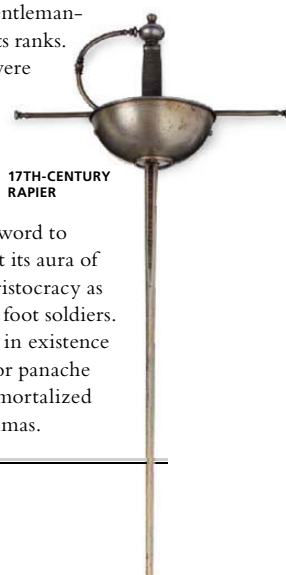 entleman-
ts ranks.
were
17TH-CENTURY
RAPIER
word to
t its aura of
ristocracy as
foot soldiers.
in existence
or panache
mortalized
mas.